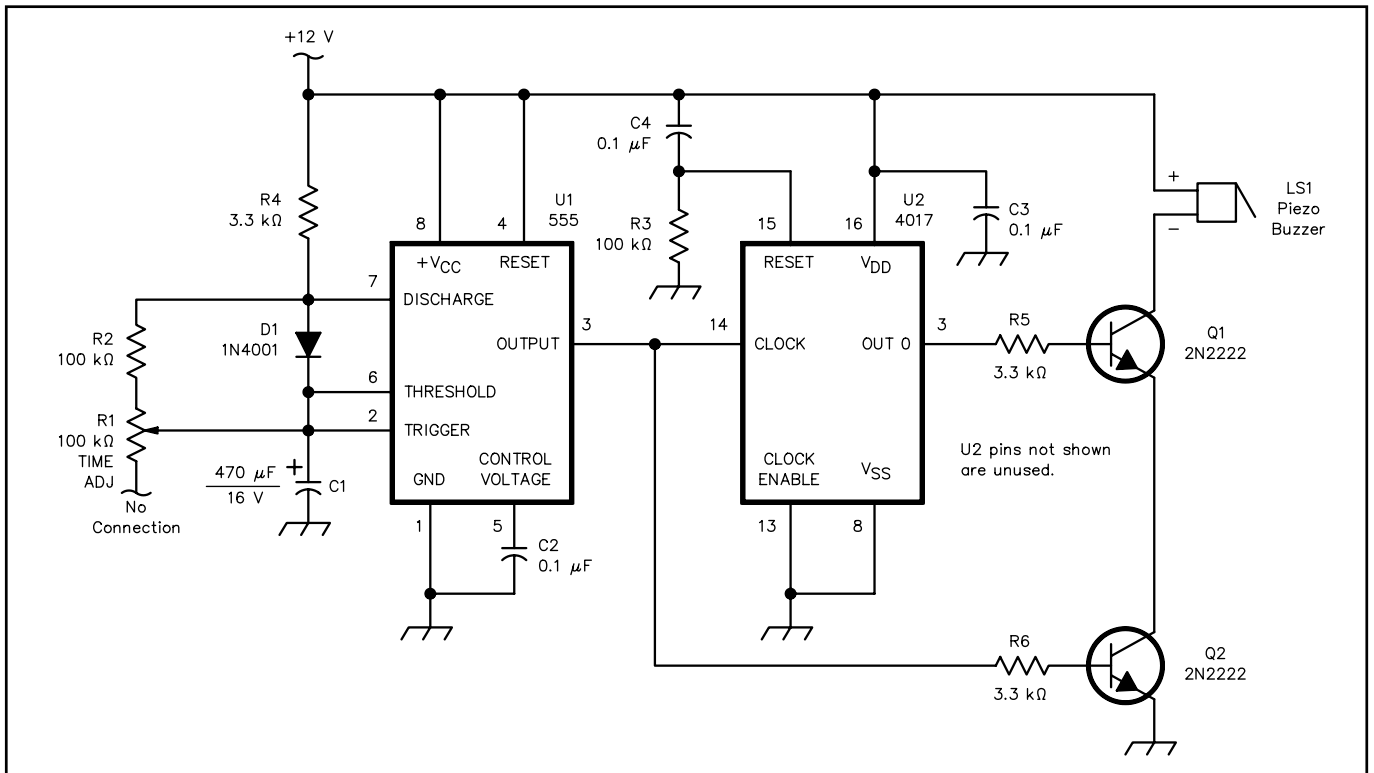 +12 V
R4
3.3 kΩ
C4
0.1 μF
R3
100 kΩ
U1
555
8
4
+VCC
RESET
7
DISCHARGE
OUTPUT
3
6
THRESHOLD
2
TRIGGER
GND
CONTROL
VOLTAGE
1
5
C2
0.1 μF
D1
1N4001
R2
100 kΩ
R1
100 kΩ
TIME
ADJ
No
Connection
470 μF
16 V
+
C1
U2
4017
15
16
RESET
VDD
C3
0.1 μF
14
CLOCK
OUT 0
3
CLOCK
ENABLE
VSS
13
8
R5
3.3 kΩ
Q1
2N2222
U2 pins not shown
are unused.
+
−
LS1
Piezo
Buzzer
R6
3.3 kΩ
Q2
2N2222